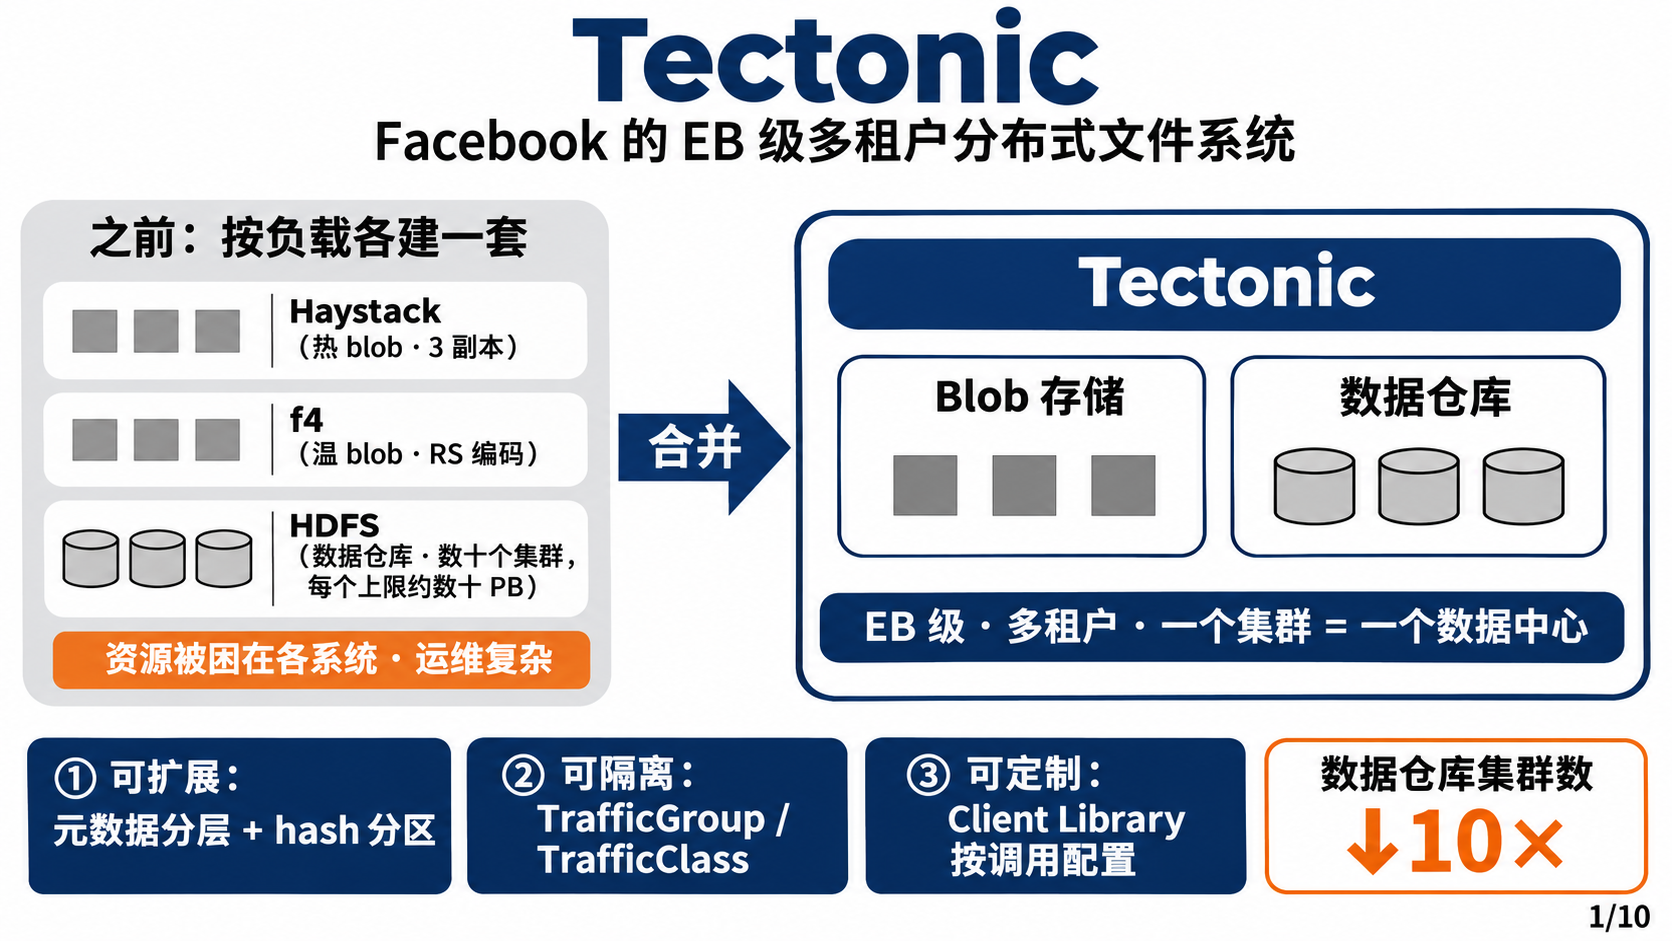 Tectonic
Facebook 的 EB 级多租户分布式文件系统
之前：按负载各建一套
Haystack
（热 blob · 3 副本）
f4
（温 blob · RS 编码）
HDFS
（数据仓库 · 数十个集群，
每个上限约数十 PB）
资源被困在各系统 · 运维复杂
合并
Tectonic
Blob 存储
数据仓库
EB 级 · 多租户 · 一个集群 = 一个数据中心
① 可扩展：
元数据分层 + hash 分区
② 可隔离：
TrafficGroup /
TrafficClass
③ 可定制：
Client Library
按调用配置
数据仓库集群数
↓10×
1/10